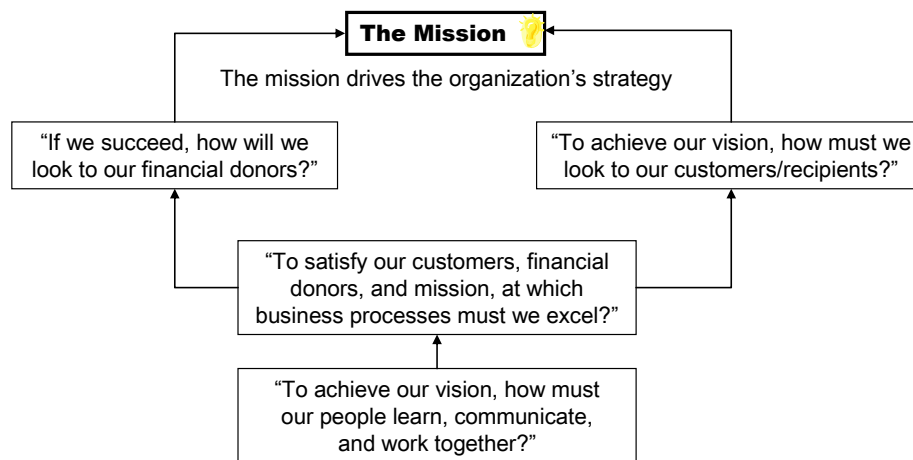 The Mission
The mission drives the organization’s strategy
“If we succeed, how will we
look to our financial donors?”
“To achieve our vision, how must we
look to our customers/recipients?”
“To satisfy our customers, financial
donors, and mission, at which
business processes must we excel?”
“To achieve our vision, how must
our people learn, communicate,
and work together?”